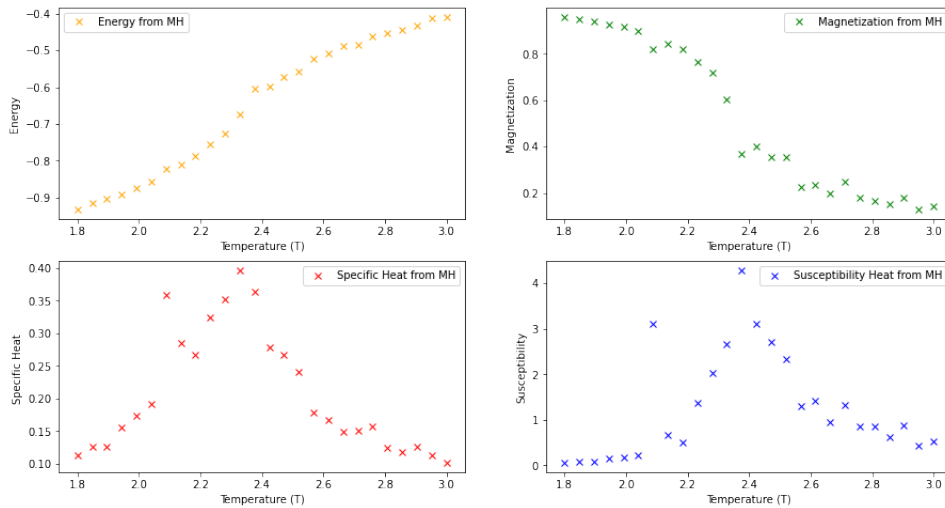 Energy from MH
−0.4
−0.5
−0.6
−0.7
−0.8
−0.9
Energy
1.8 2.0 2.2 2.4 2.6 2.8 3.0
Temperature (T)
Magnetization from MH
0.8
0.6
0.4
0.2
Magnetization
1.8 2.0 2.2 2.4 2.6 2.8 3.0
Temperature (T)
Specific Heat from MH
0.40
0.35
0.30
0.25
0.20
0.15
0.10
Specific Heat
1.8 2.0 2.2 2.4 2.6 2.8 3.0
Temperature (T)
Susceptibility Heat from MH
4
3
2
1
0
Susceptibility
1.8 2.0 2.2 2.4 2.6 2.8 3.0
Temperature (T)